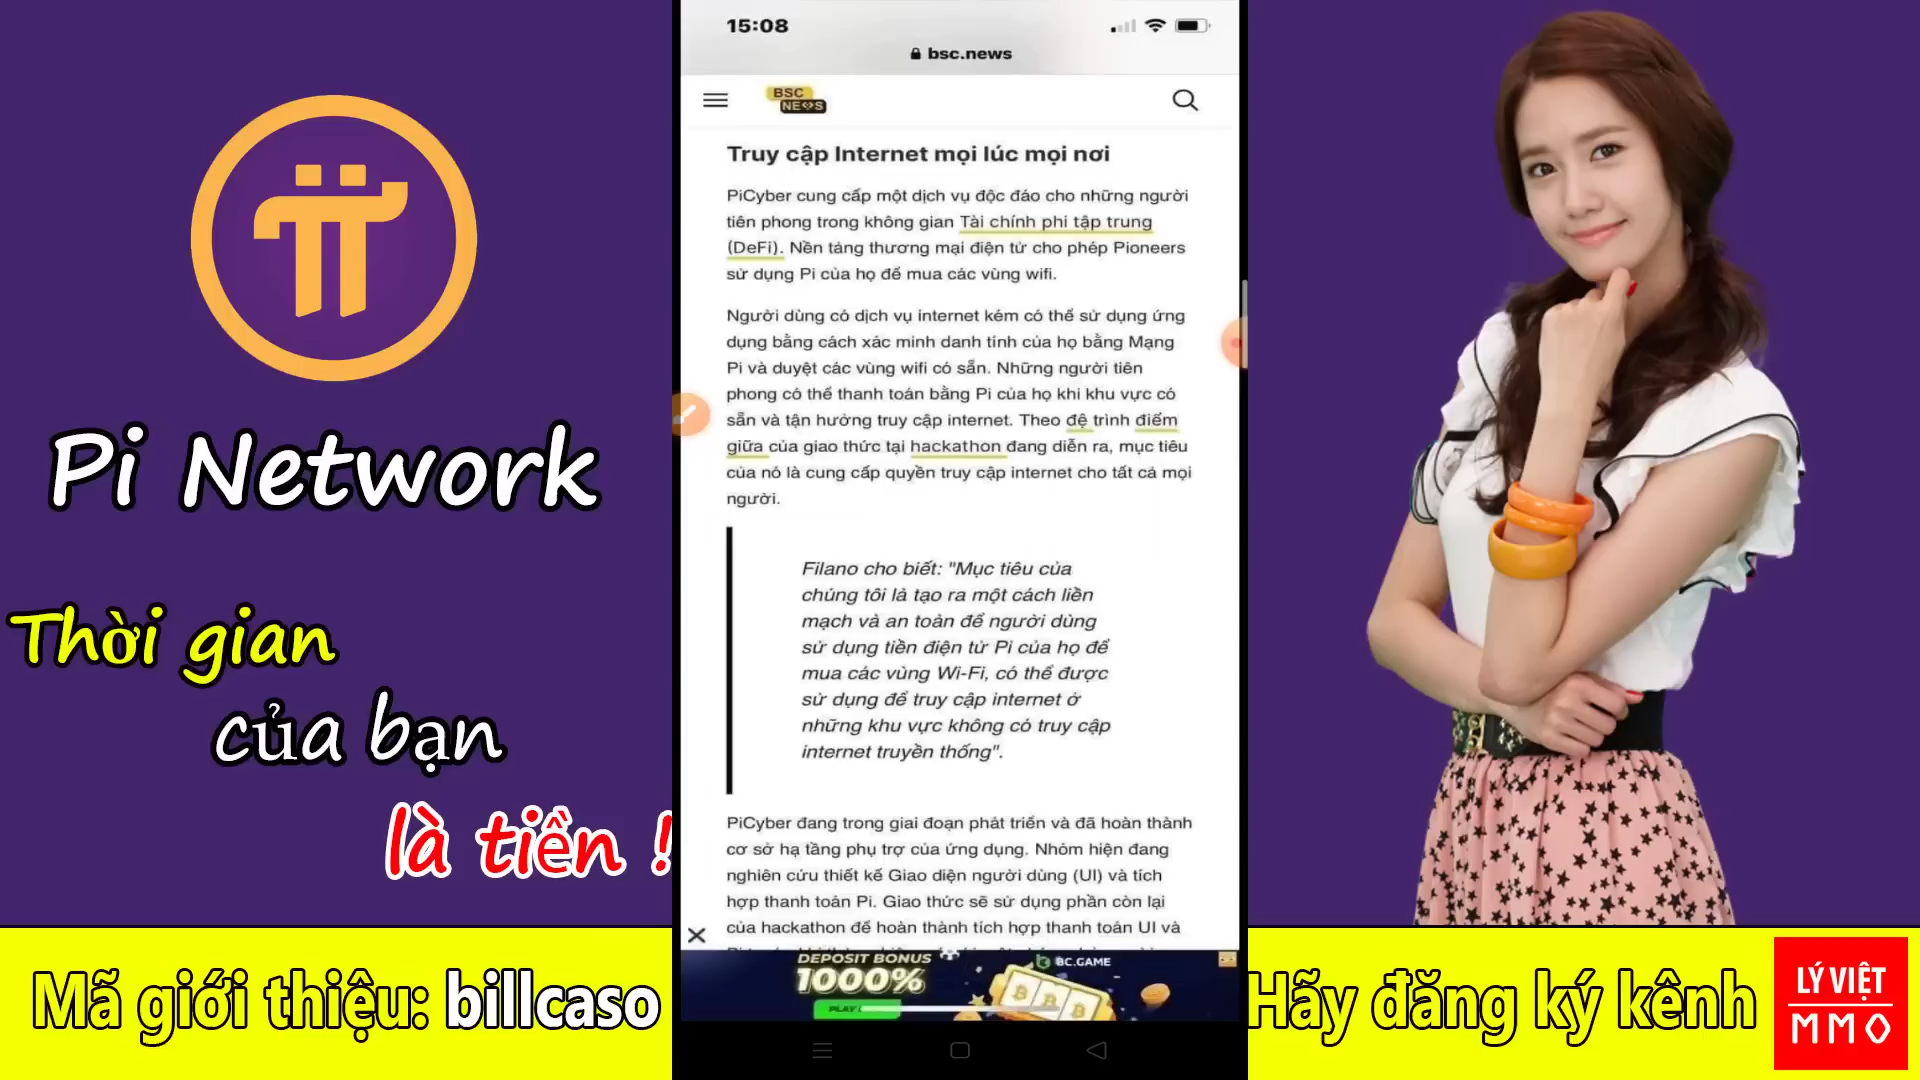 Pi Network
Thời gian
của bạn
là tiền !
Mã giới thiệu: billcaso
15:08
bsc.news
BSC
NEWS
Truy cập Internet mọi lúc mọi nơi
PiCyber cung cấp một dịch vụ độc đáo cho những người
tiên phong trong không gian Tài chính phi tập trung
(DeFi). Nền tảng thương mại điện tử cho phép Pioneers
sử dụng Pi của họ để mua các vùng wifi.
Người dùng có dịch vụ internet kém có thể sử dụng ứng
dụng bằng cách xác minh danh tính của họ bằng Mạng
Pi và duyệt các vùng wifi có sẵn. Những người tiên
phong có thể thanh toán bằng Pi của họ khi khu vực có
sẵn và tận hưởng truy cập internet. Theo đệ trình điểm
giữa của giao thức tại hackathon đang diễn ra, mục tiêu
của nó là cung cấp quyền truy cập internet cho tất cả mọi
người.
Filano cho biết: "Mục tiêu của
chúng tôi là tạo ra một cách liền
mạch và an toàn để người dùng
sử dụng tiền điện tử Pi của họ để
mua các vùng Wi-Fi, có thể được
sử dụng để truy cập internet ở
những khu vực không có truy cập
internet truyền thống".
PiCyber đang trong giai đoạn phát triển và đã hoàn thành
cơ sở hạ tầng phụ trợ của ứng dụng. Nhóm hiện đang
nghiên cứu thiết kế Giao diện người dùng (UI) và tích
hợp thanh toán Pi. Giao thức sẽ sử dụng phần còn lại
của hackathon để hoàn thành tích hợp thanh toán UI và
DEPOSIT BONUS
1000%
BC.GAME
PLAY
Hãy đăng ký kênh
LÝ VIỆT
MMO